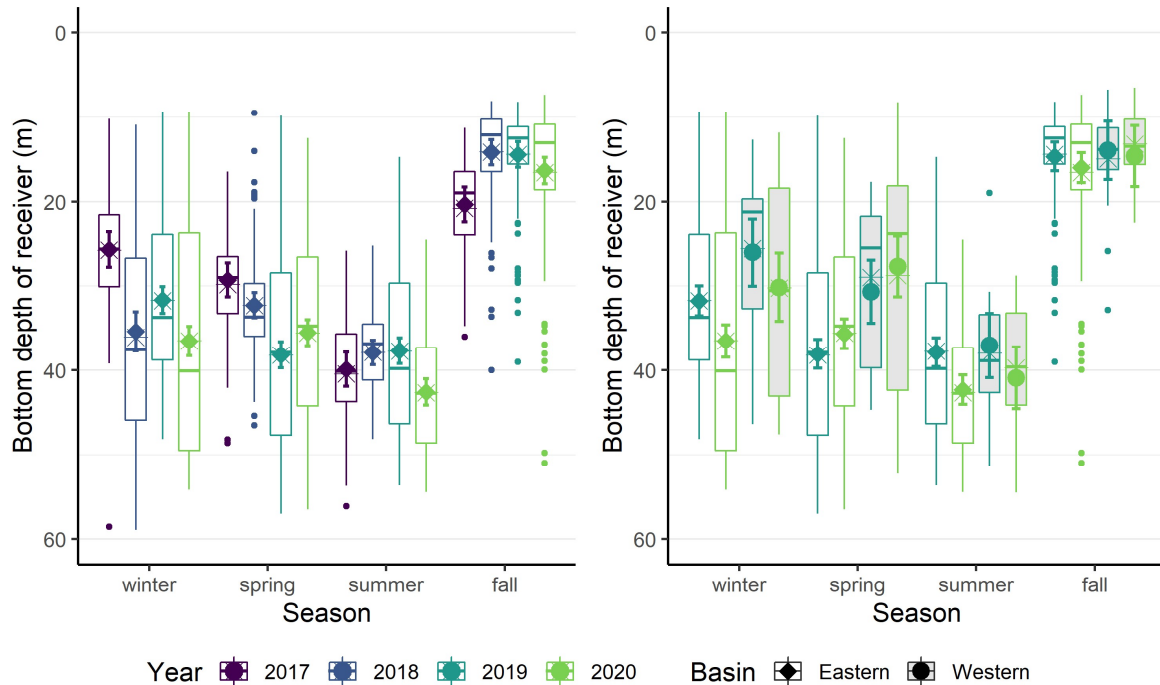 0
20
40
60
Bottom depth of receiver (m)
winter spring summer fall
Season
0
20
40
60
Bottom depth of receiver (m)
winter spring summer fall
Season
Year 2017 2018 2019 2020 Basin Eastern Western